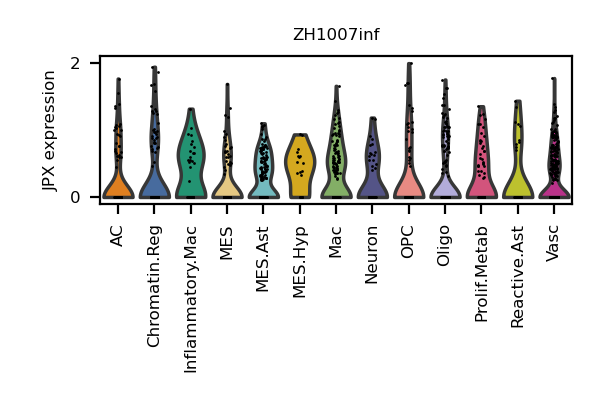 ZH1007inf
JPX expression
2
0
AC
Chromatin.Reg
Inflammatory.Mac
MES
MES.Ast
MES.Hyp
Mac
Neuron
OPC
Oligo
Prolif.Metab
Reactive.Ast
Vasc